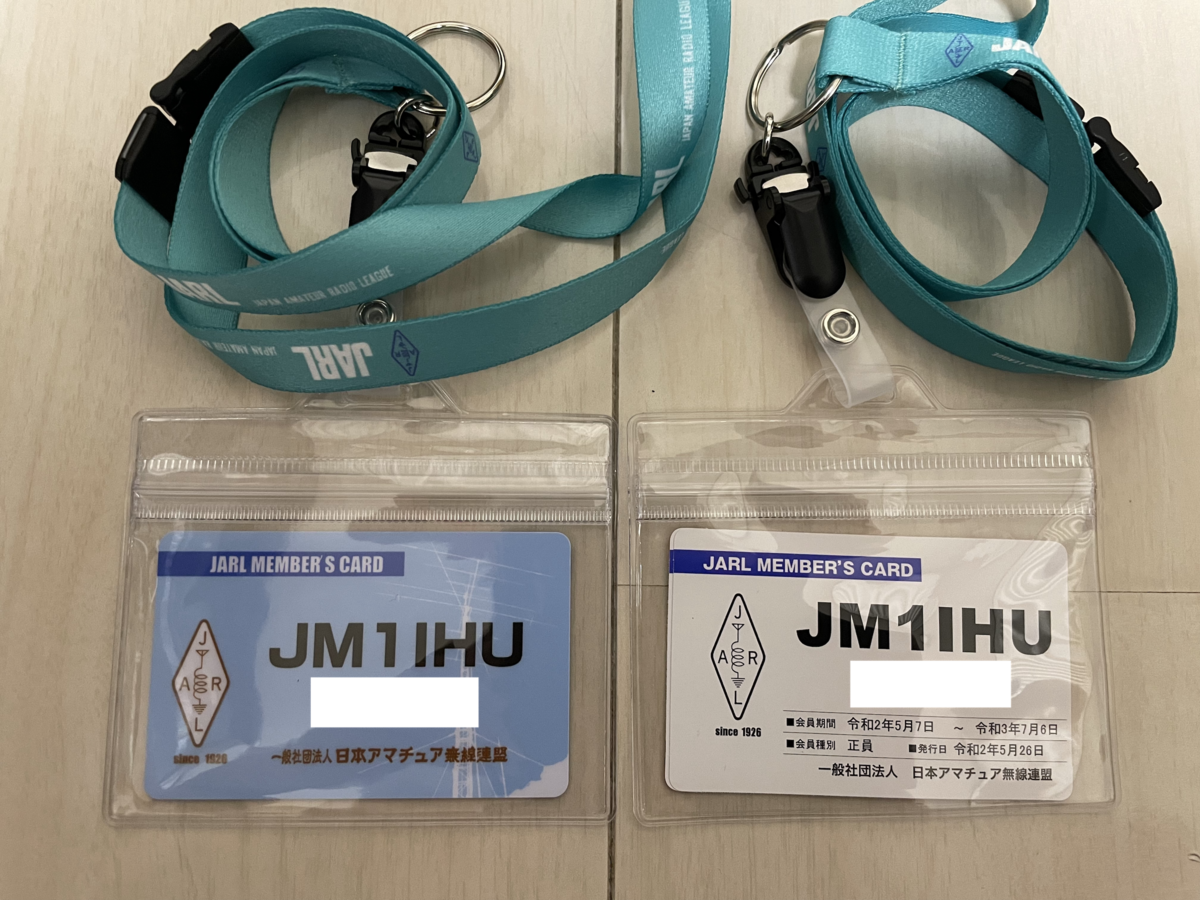 JAPAN AMATEUR RADIO LEAGUE
JARL
JARL
JAPAN AMATEUR RADIO LEAGUE
JAPAN AMATEUR
JARL
JARL MEMBER'S CARD
JM1IHU
J
A R
L
since 1926
一般社団法人 日本アマチュア無線連盟
JARL MEMBER'S CARD
JM1IHU
J
A R
L
since 1926
■会員期間 令和2年5月7日 ～ 令和3年7月6日
■会員種別 正員 ■発行日 令和2年5月26日
一般社団法人 日本アマチュア無線連盟